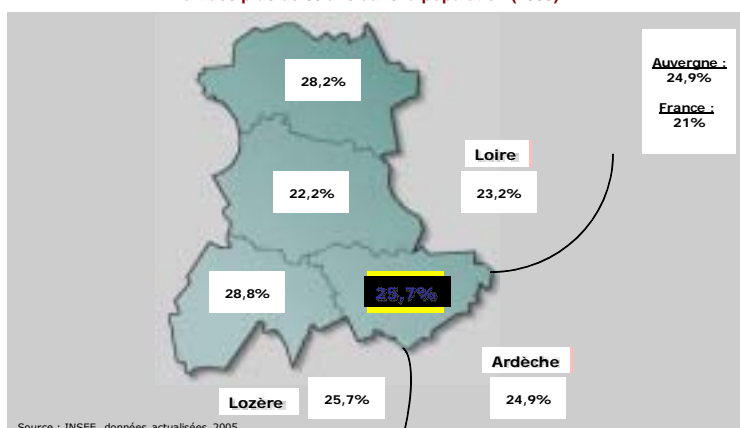 28,2%
Auvergne :
24,9%
France :
21%
Loire
22,2%
23,2%
28,8%
25,7%
Ardèche
Lozère
25,7%
24,9%
Source : INSEE, données actualisées 2005